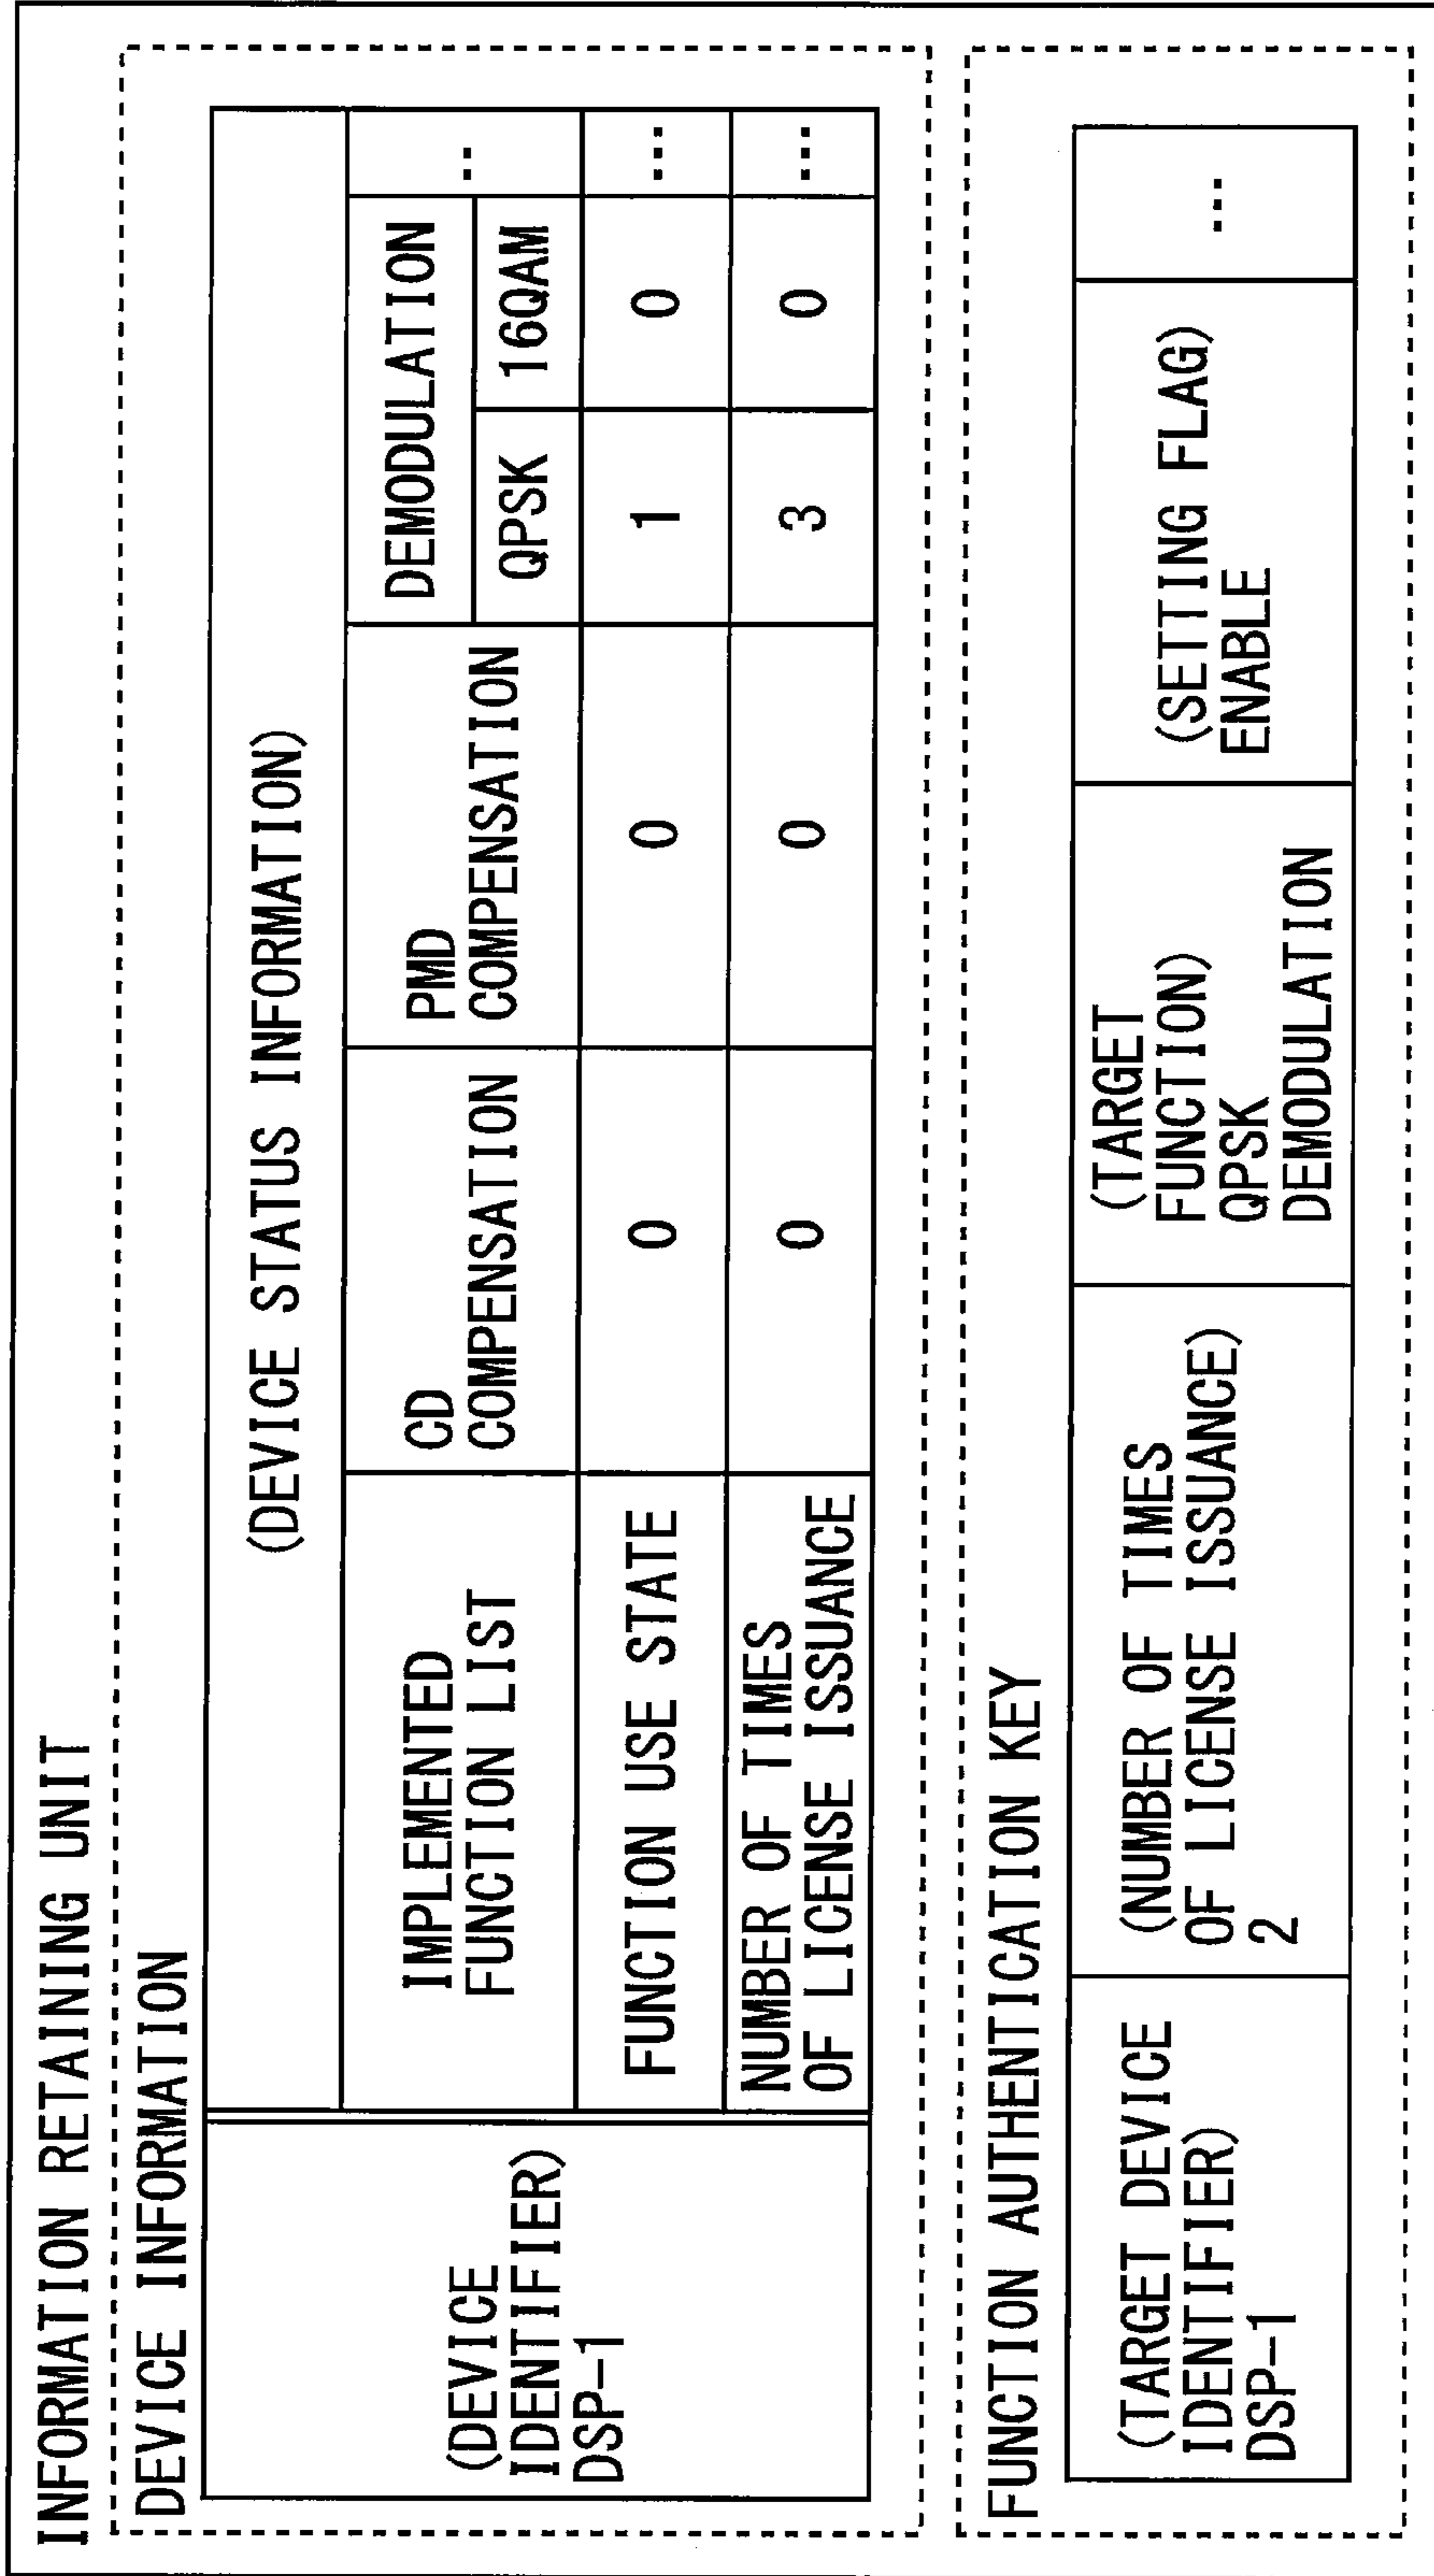 INFORMATION RETAINING UNIT
DEVICE INFORMATION
(DEVICE
IDENTIFIER)
DSP-1
(DEVICE STATUS INFORMATION)
IMPLEMENTED
FUNCTION LIST
CD
COMPENSATION
PMD
COMPENSATION
DEMODULATION
QPSK
16QAM
..
FUNCTION USE STATE
0
0
1
0
...
NUMBER OF TIMES
OF LICENSE ISSUANCE
0
0
3
0
...
FUNCTION AUTHENTICATION KEY
(TARGET DEVICE
IDENTIFIER)
DSP-1
(NUMBER OF TIMES
OF LICENSE ISSUANCE)
2
(TARGET
FUNCTION)
QPSK
DEMODULATION
(SETTING FLAG)
ENABLE
...